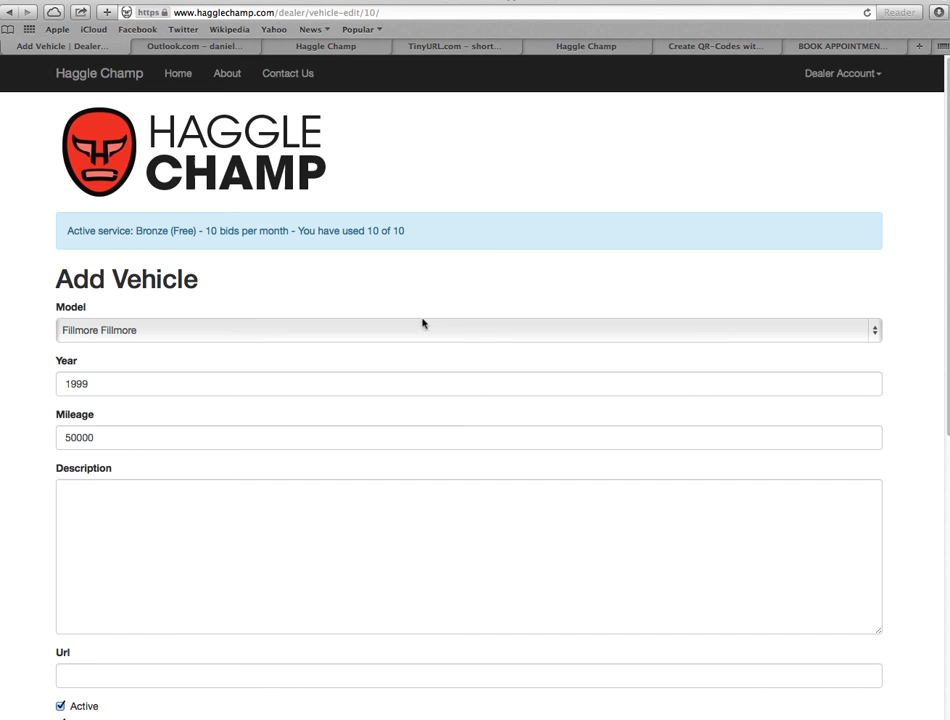 https www.hagglechamp.com/dealer/vehicle-edit/10/ Reader
Apple iCloud Facebook Twitter Wikipedia Yahoo News Popular
Add Vehicle | Dealer... Outlook.com – daniel... Haggle Champ TinyURL.com – short... Haggle Champ Create QR-Codes wit... BOOK APPOINTMEN...
Haggle Champ Home About Contact Us Dealer Account
HAGGLE
CHAMP
Active service: Bronze (Free) - 10 bids per month - You have used 10 of 10
Add Vehicle
Model
Fillmore Fillmore
Year
1999
Mileage
50000
Description
Url
Active